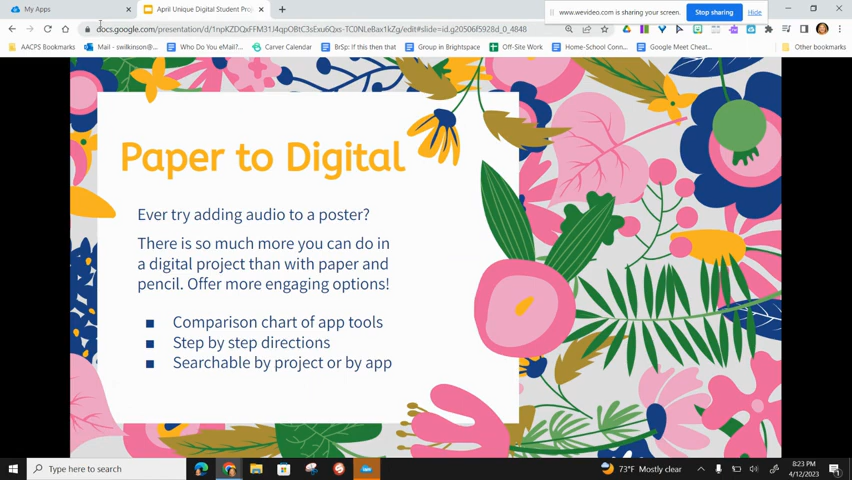 My Apps
April Unique Digital Student Proj
www.wevideo.com is sharing your screen.
Stop sharing
Hide
docs.google.com/presentation/d/1npKZDQxFFM31J4qpOBtC3sExu6Qxs-TC0NLeBax1kZg/edit#slide=id.g20506f5928d_0_4848
AACPS Bookmarks
Mail - swilkinson@...
Who Do You eMail?...
Carver Calendar
BrSp: If this then that
Group in Brightspace
Off-Site Work
Home-School Conn...
Google Meet Cheat...
Other bookmarks
Paper to Digital
Ever try adding audio to a poster?
There is so much more you can do in
a digital project than with paper and
pencil. Offer more engaging options!
■ Comparison chart of app tools
■ Step by step directions
■ Searchable by project or by app
Type here to search
73°F Mostly clear
8:23 PM
4/12/2023